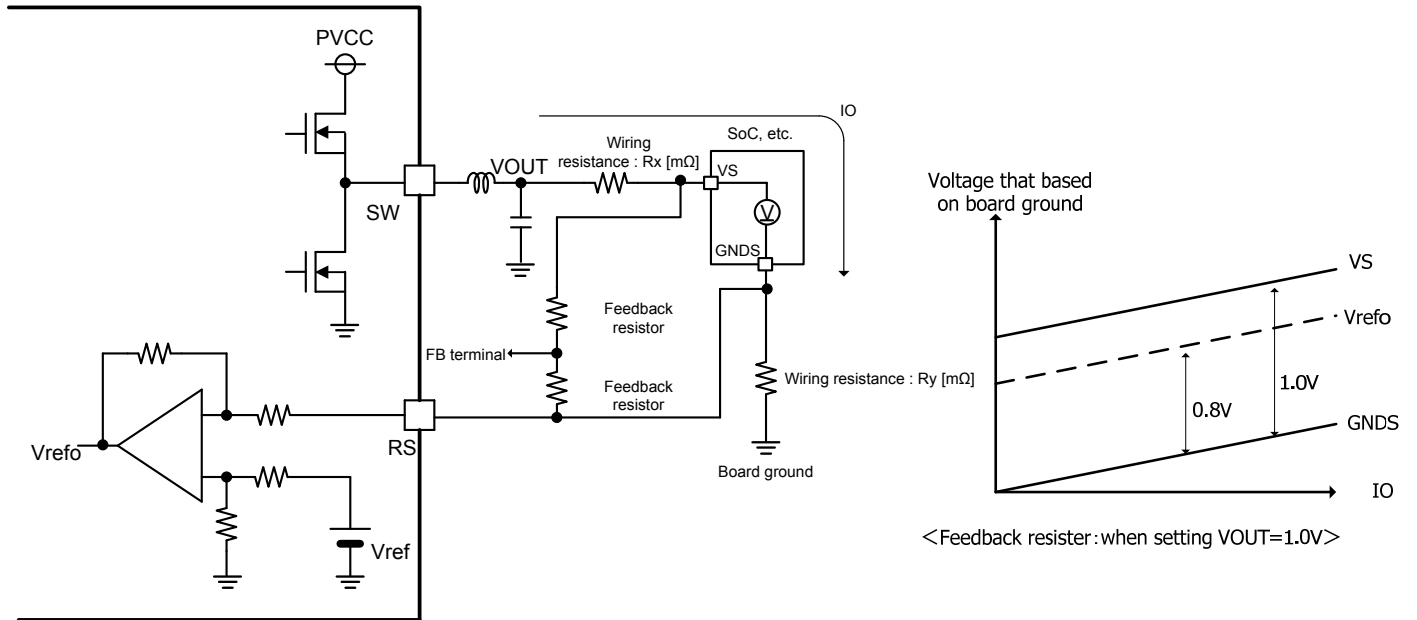 PVCC
IO
Wiring
resistance : Rx [mΩ]
SoC, etc.
VOUT
VS
V
SW
GNDS
Feedback
resistor
FB terminal
Feedback
resistor
Wiring resistance : Ry [mΩ]
Vrefo
RS
Board ground
Vref
Voltage that based
on board ground
VS
Vrefo
1.0V
0.8V
GNDS
IO
<Feedback resister:when setting VOUT=1.0V>